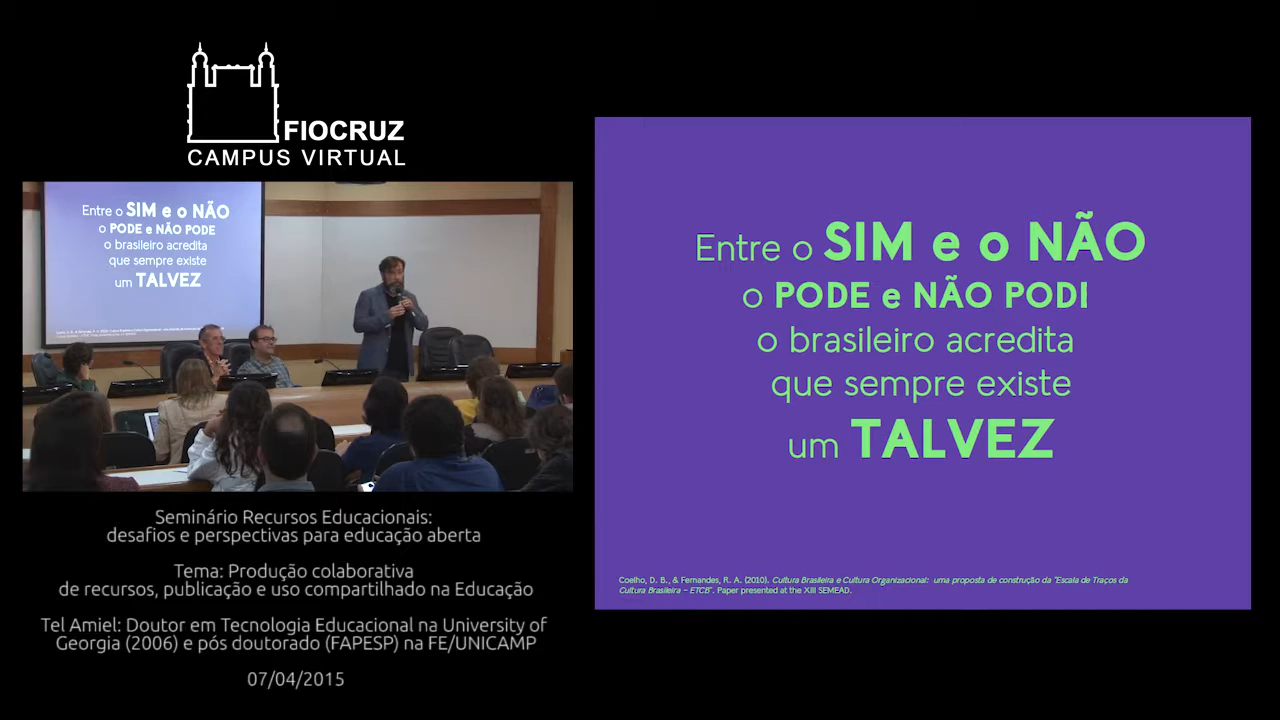 FIOCRUZ
CAMPUS VIRTUAL
Entre o SIM e o NÃO
o PODE e NÃO PODE
o brasileiro acredita
que sempre existe
um TALVEZ
Seminário Recursos Educacionais:
desafios e perspectivas para educação aberta
Tema: Produção colaborativa
de recursos, publicação e uso compartilhado na Educação
Tel Amiel: Doutor em Tecnologia Educacional na University of
Georgia (2006) e pós doutorado (FAPESP) na FE/UNICAMP
07/04/2015
Entre o SIM e o NÃO
o PODE e NÃO PODI
o brasileiro acredita
que sempre existe
um TALVEZ
Coelho, D. B., & Fernandes, R. A. (2010). Cultura Brasileira e Cultura Organizacional: uma proposta de construção da "Escala de Traços da
Cultura Brasileira – ETCB". Paper presented at the XIII SEMEAD.